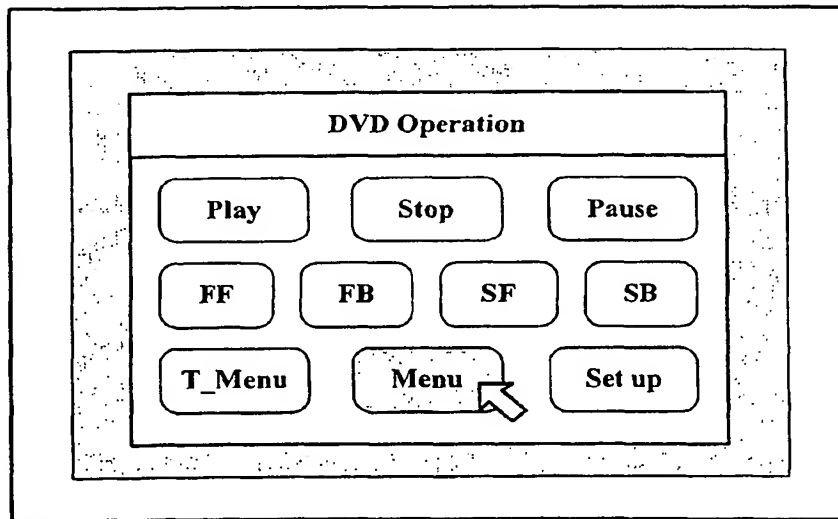 DVD Operation
Play Stop Pause
FF FB SF SB
T_Menu Menu Set up